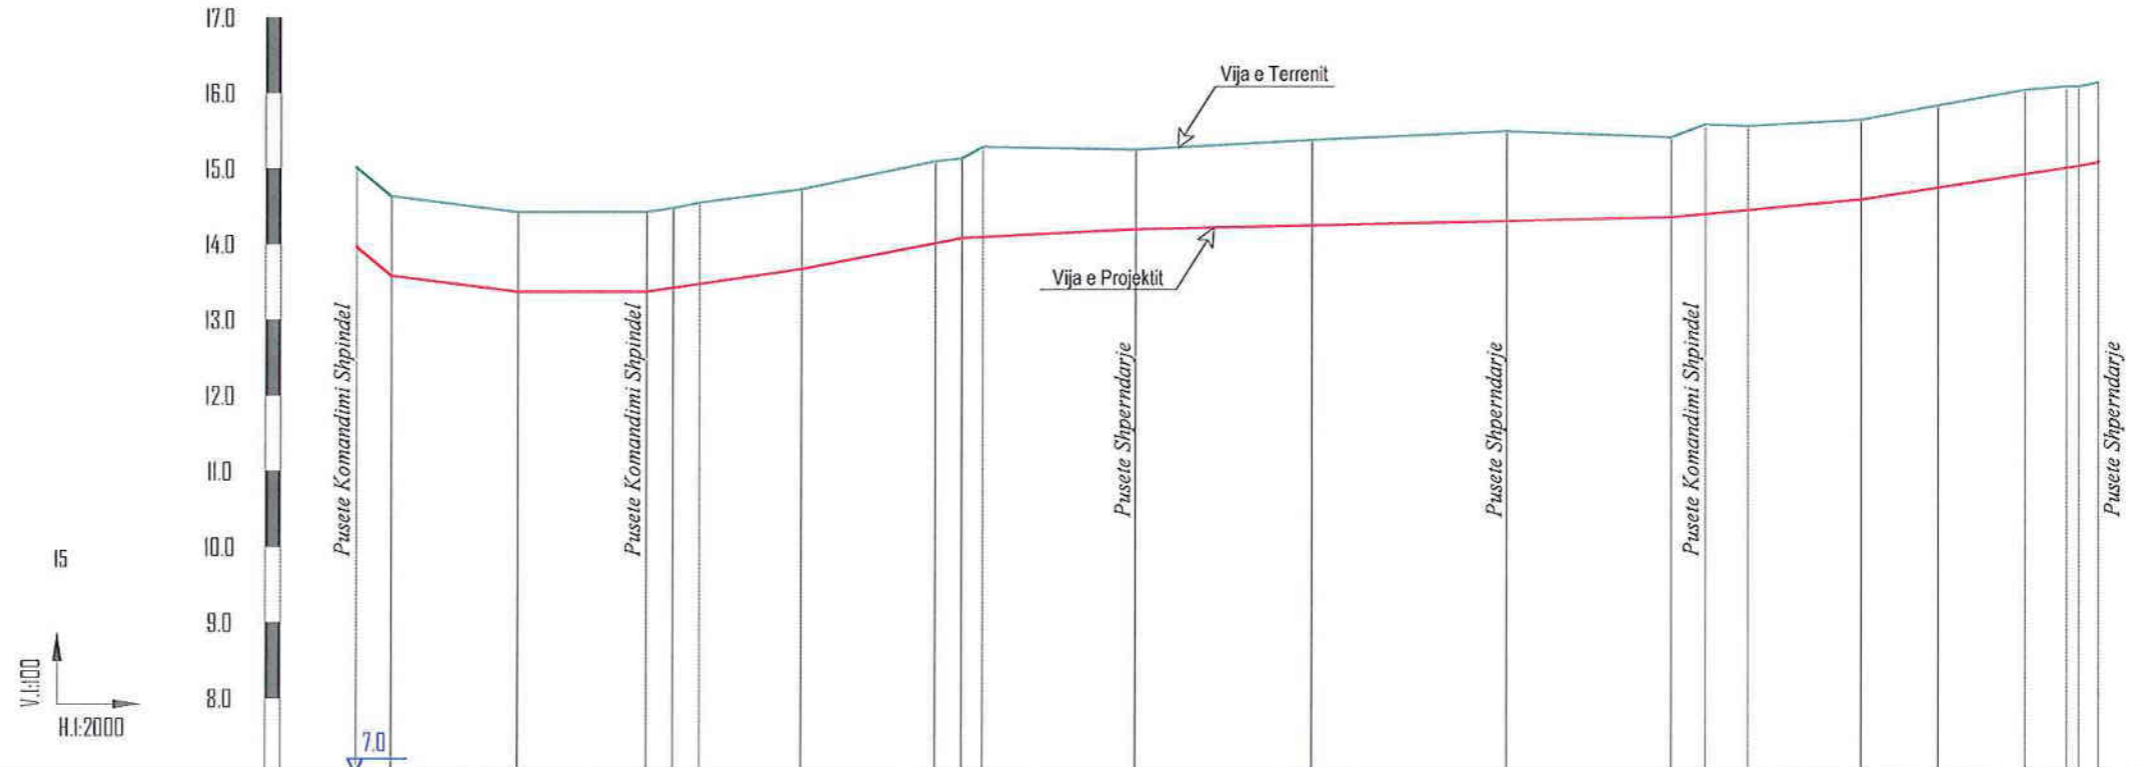 17.0
16.0
15.0
14.0
13.0
12.0
11.0
10.0
9.0
8.0
Vija e Terrenit
Vija e Projektit
Pusete Komandimi Shpindel
Pusete Komandimi Shpindel
Pusete Shperndarje
Pusete Shperndarje
Pusete Komandimi Shpindel
Pusete Shperndarje
15
V.1:100
H.1:2000
7.0